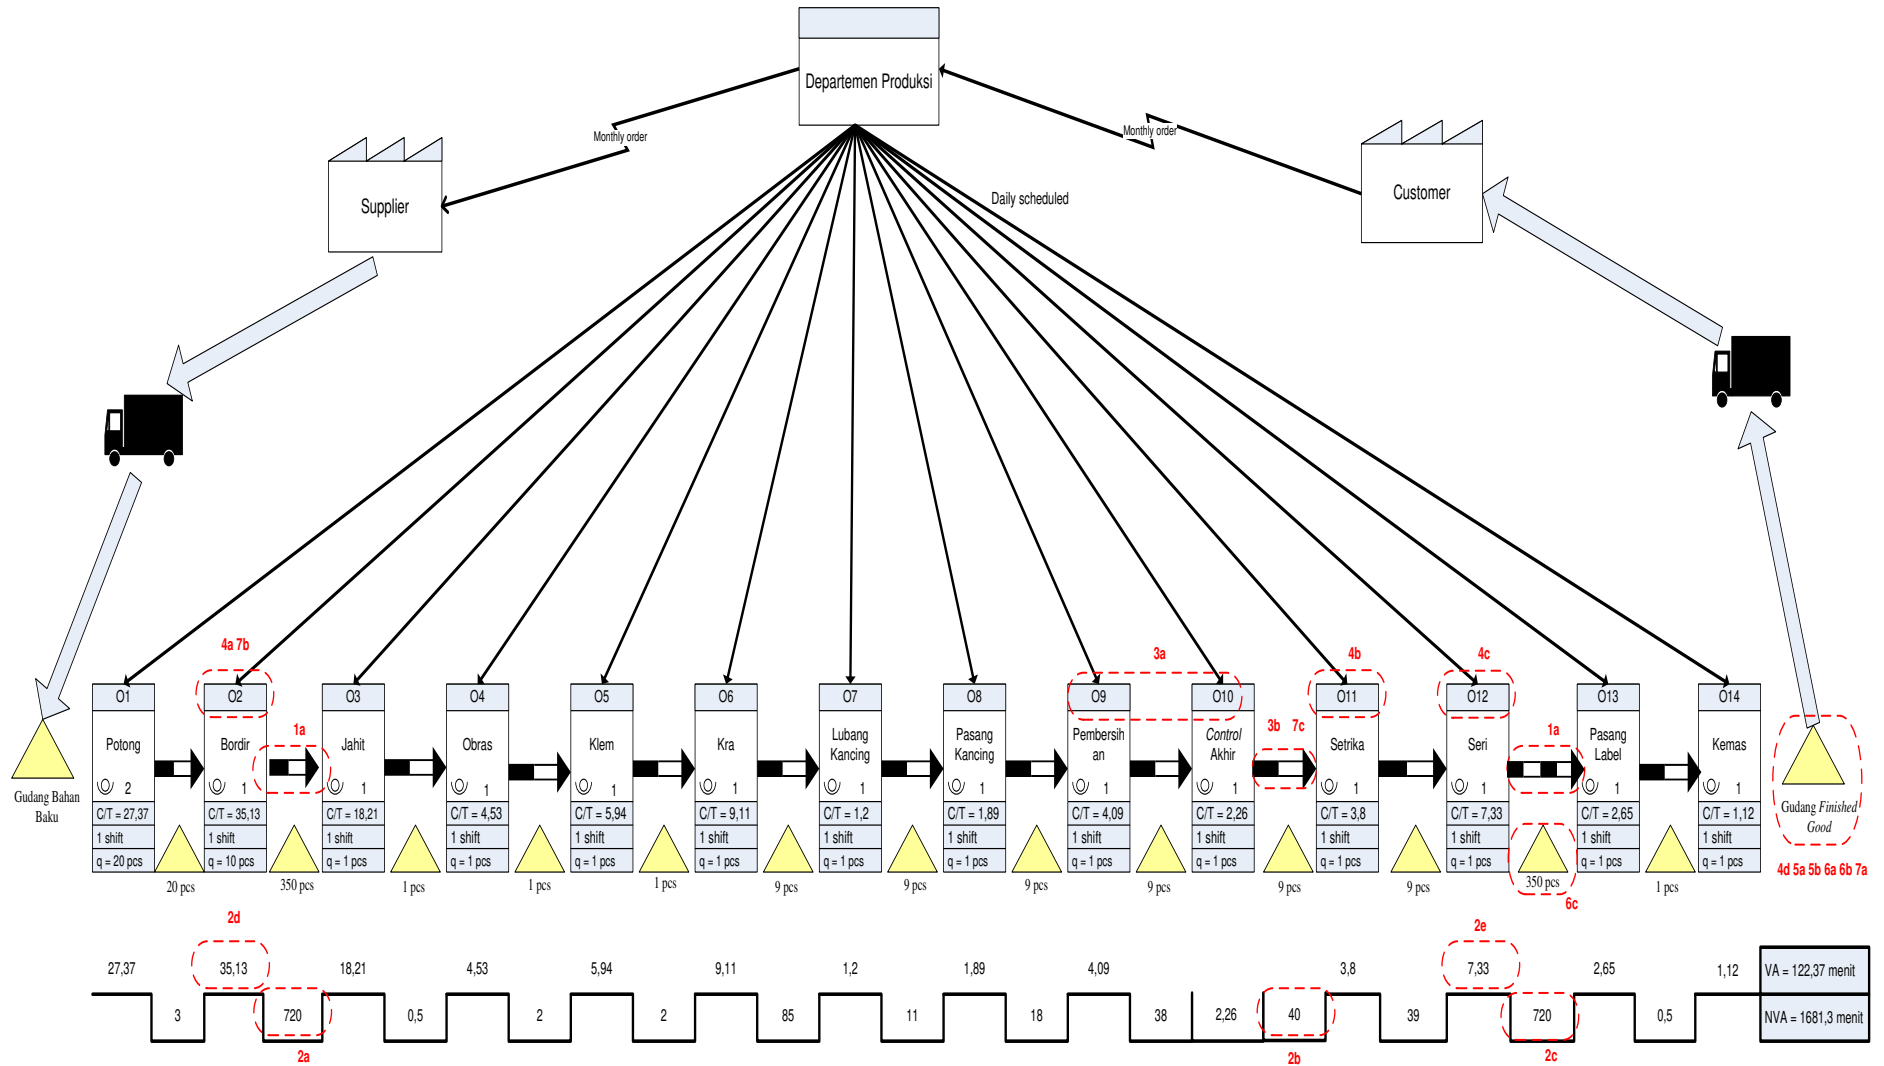 Departemen Produksi
Monthly order
Monthly order
Supplier
Customer
Daily scheduled
4a 7b
3a
4b
4c
O1
O2
O3
O4
O5
O6
O7
O8
O9
O10
O11
O12
O13
O14
1a
3b 7c
1a
Potong
Bordir
Jahit
Obras
Klem
Kra
Lubang
Kancing
Pasang
Kancing
Pembersih
an
Control
Akhir
Setrika
Seri
Pasang
Label
Kemas
2
1
1
1
1
1
1
1
1
1
1
1
1
1
Gudang Bahan
Baku
Gudang Finished
Good
C/T = 27,37
C/T = 35,13
C/T = 18,21
C/T = 4,53
C/T = 5,94
C/T = 9,11
C/T = 1,2
C/T = 1,89
C/T = 4,09
C/T = 2,26
C/T = 3,8
C/T = 7,33
C/T = 2,65
C/T = 1,12
1 shift
1 shift
1 shift
1 shift
1 shift
1 shift
1 shift
1 shift
1 shift
1 shift
1 shift
1 shift
1 shift
1 shift
q = 20 pcs
q = 10 pcs
q = 1 pcs
q = 1 pcs
q = 1 pcs
q = 1 pcs
q = 1 pcs
q = 1 pcs
q = 1 pcs
q = 1 pcs
q = 1 pcs
q = 1 pcs
q = 1 pcs
q = 1 pcs
4d 5a 5b 6a 6b 7a
20 pcs
350 pcs
1 pcs
1 pcs
1 pcs
9 pcs
9 pcs
9 pcs
9 pcs
9 pcs
9 pcs
350 pcs
1 pcs
6c
2d
2e
27,37
35,13
18,21
4,53
5,94
9,11
1,2
1,89
4,09
3,8
7,33
2,65
1,12
VA = 122,37 menit
3
720
0,5
2
2
85
11
18
38
2,26
40
39
720
0,5
NVA = 1681,3 menit
2a
2b
2c